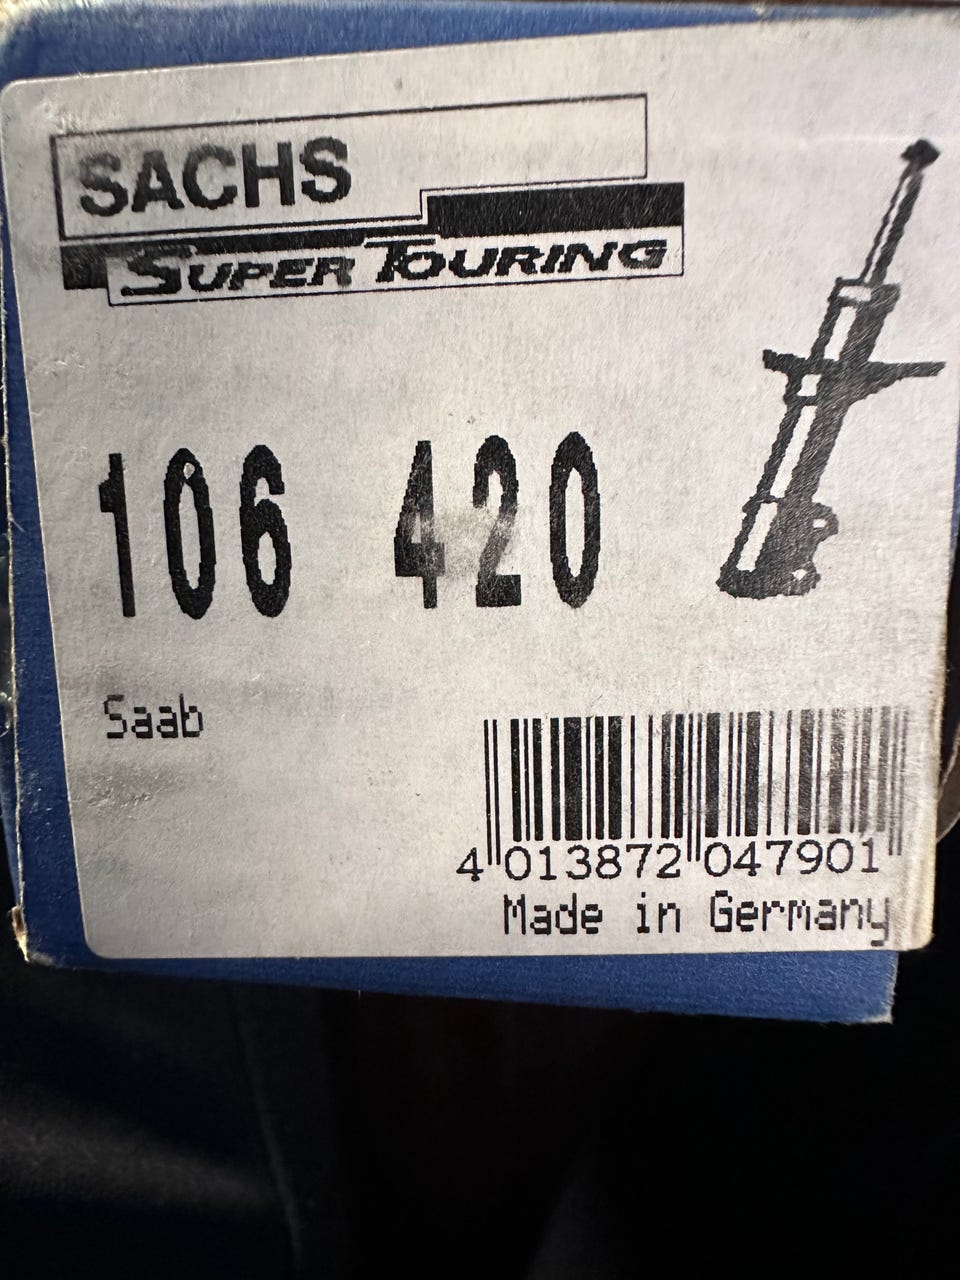 SACHS
SUPER TOURING
106 420
Saab
4 013872 047901
Made in Germany